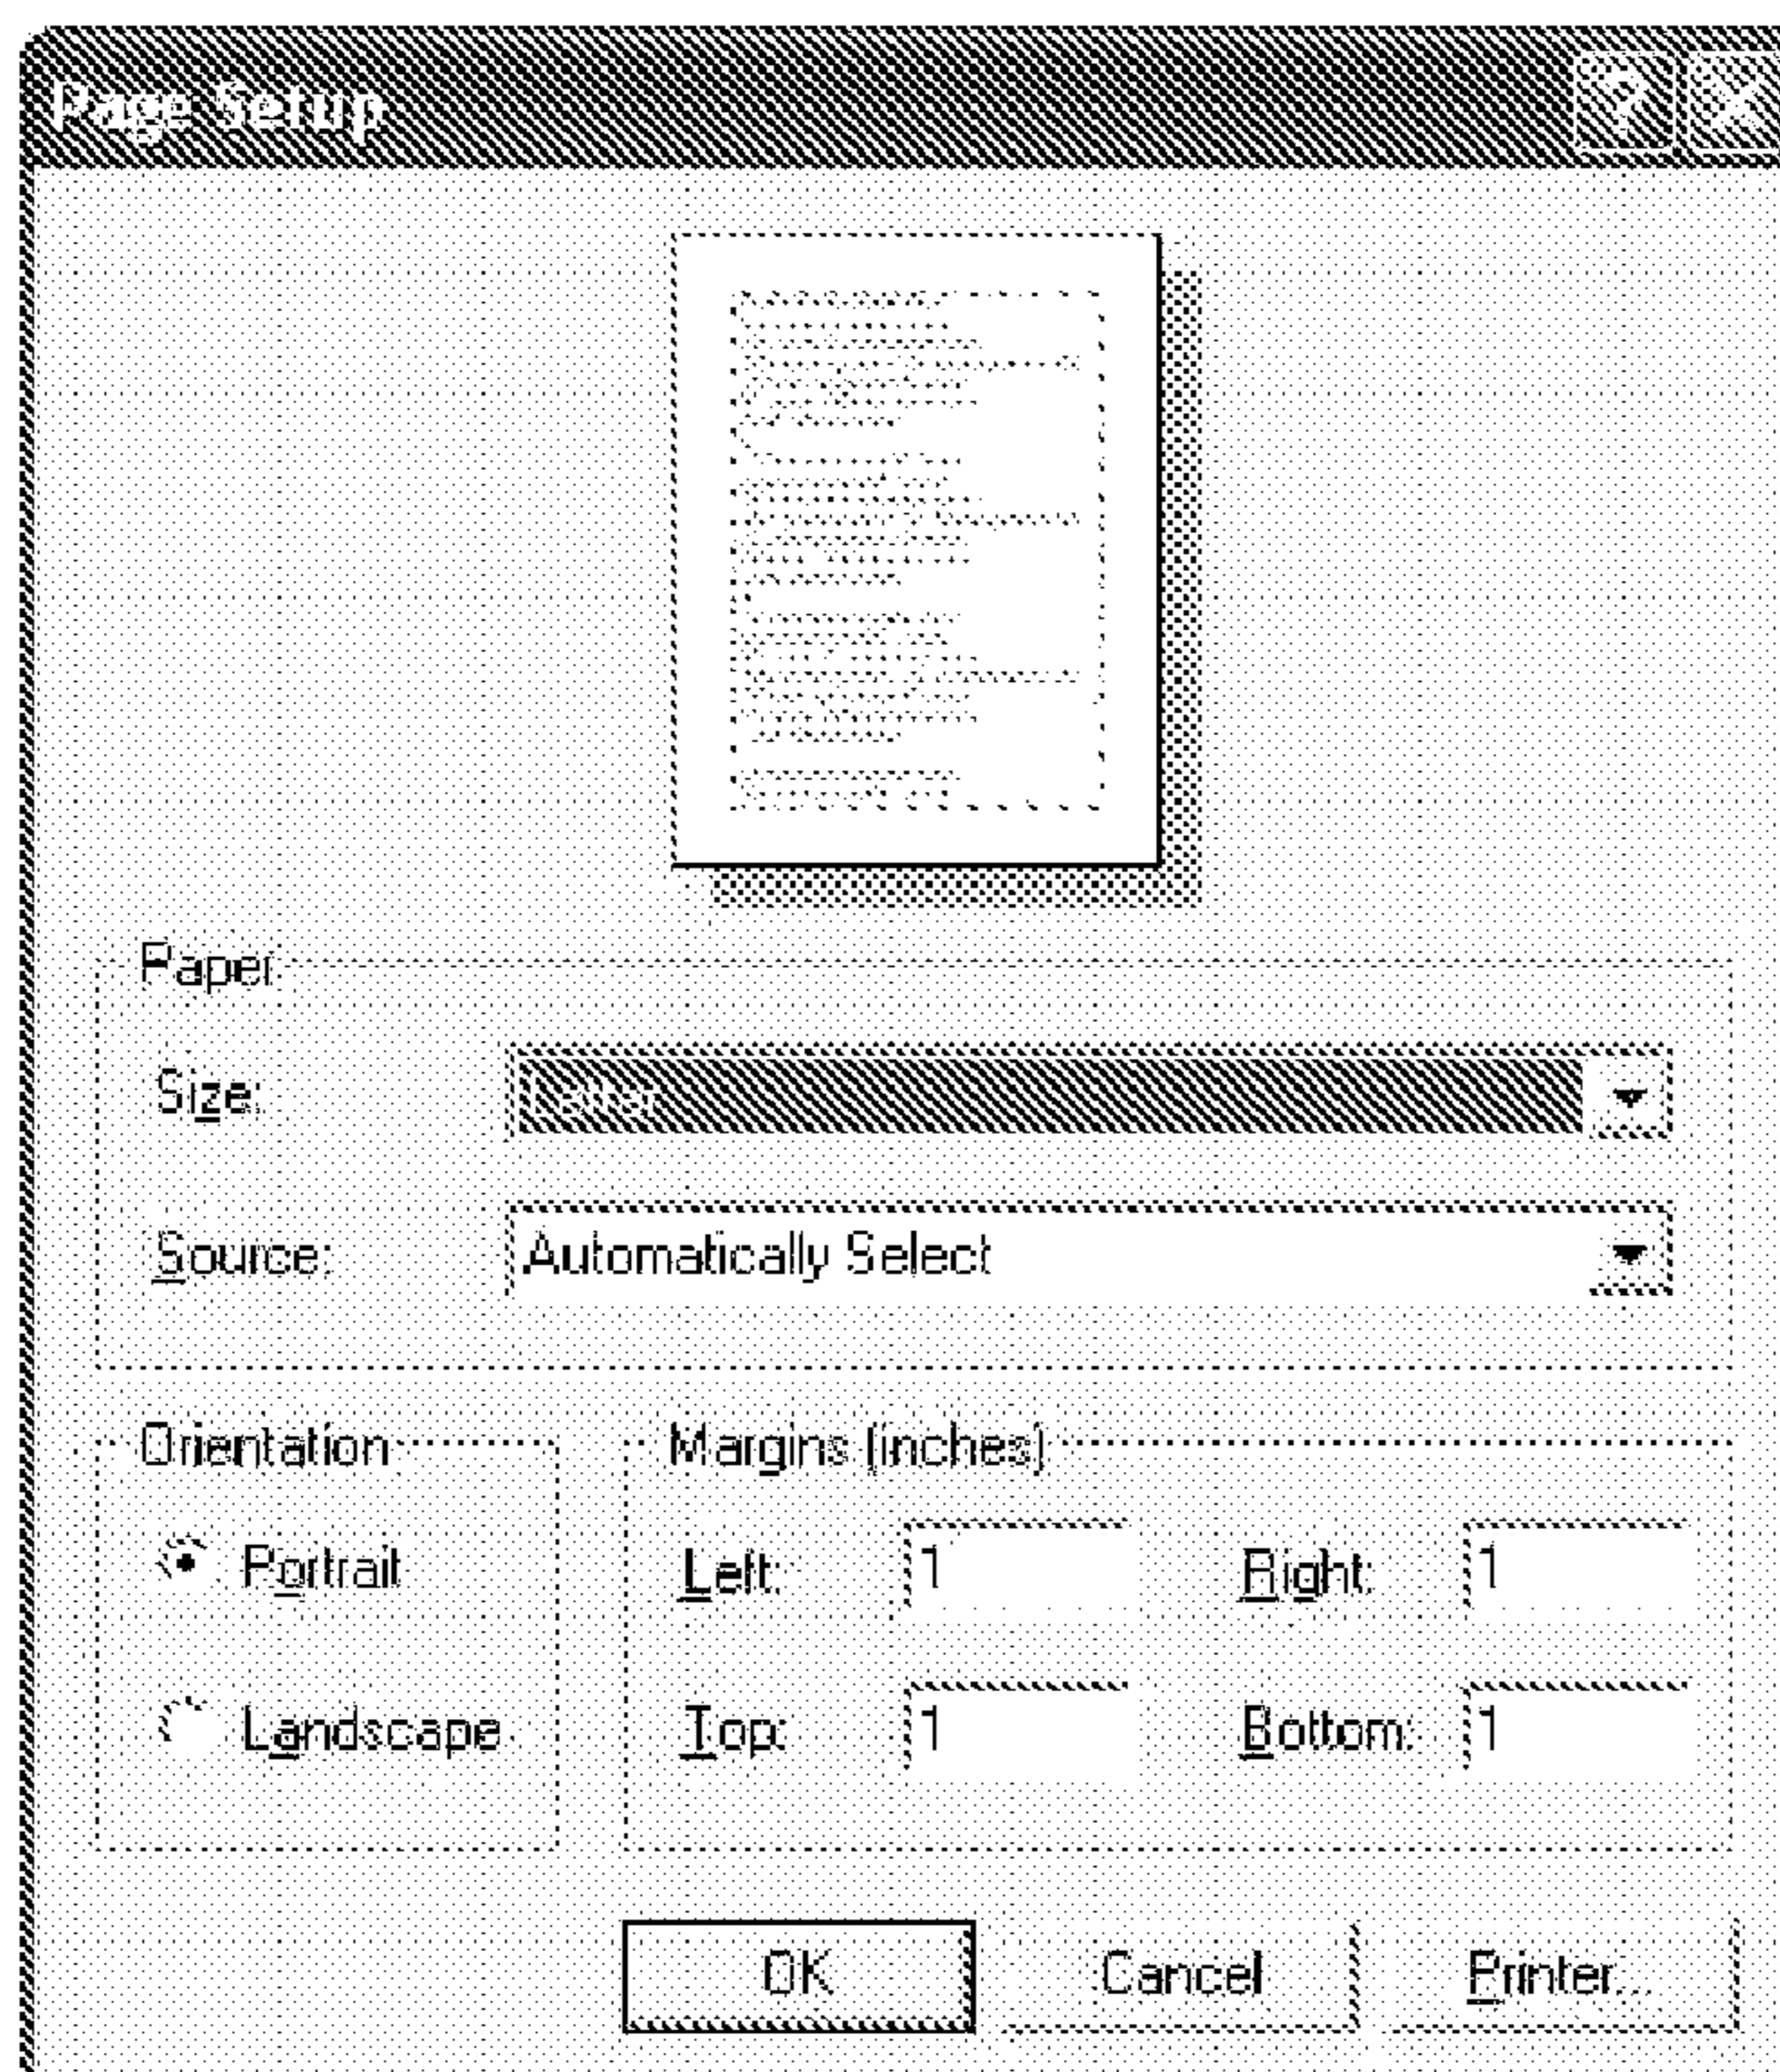 Page Setup ? X
Paper
Size: Letter
Source: Automatically Select
Orientation
Margins (inches)
Portrait
Left: 1 Right: 1
Landscape
Top: 1 Bottom: 1
OK Cancel Printer...